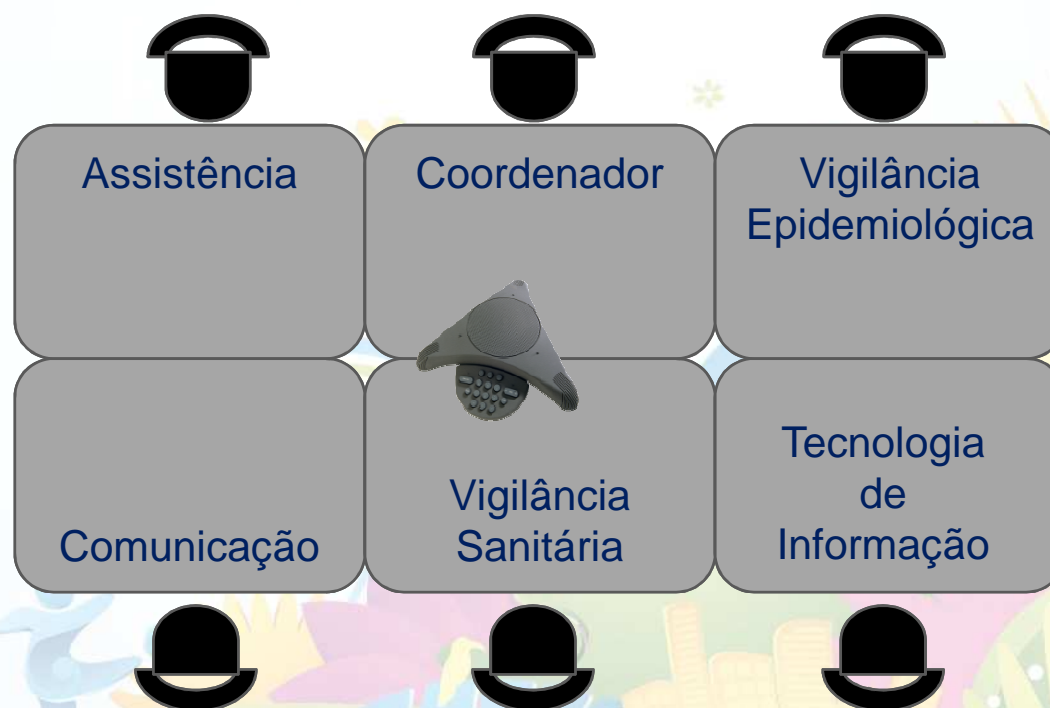 Assistência
Coordenador
Vigilância
Epidemiológica
Comunicação
Vigilância
Sanitária
Tecnologia
de
Informação